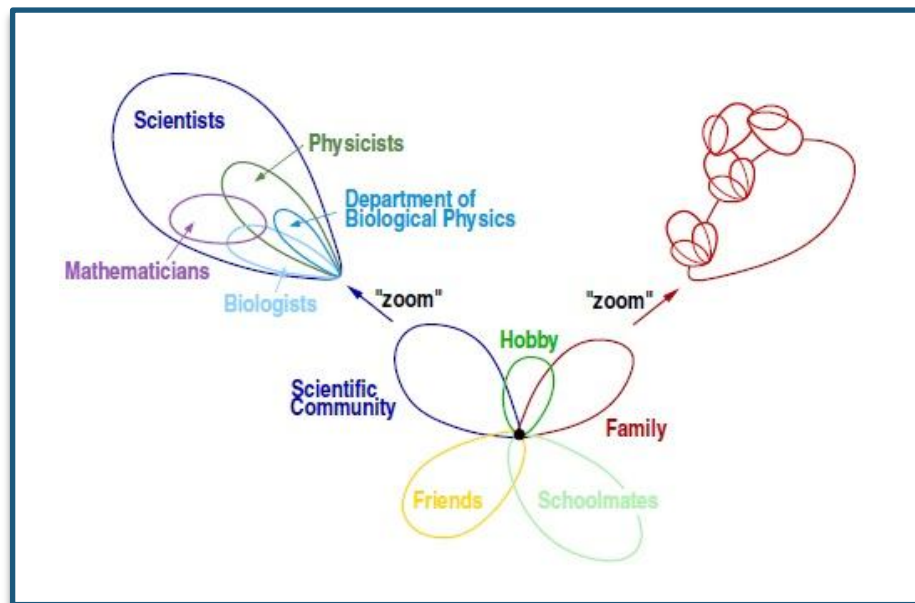 Scientists
Physicists
Department of
Biological Physics
Mathematicians
Biologists
"zoom"
"zoom"
Hobby
Scientific
Community
Family
Friends
Schoolmates